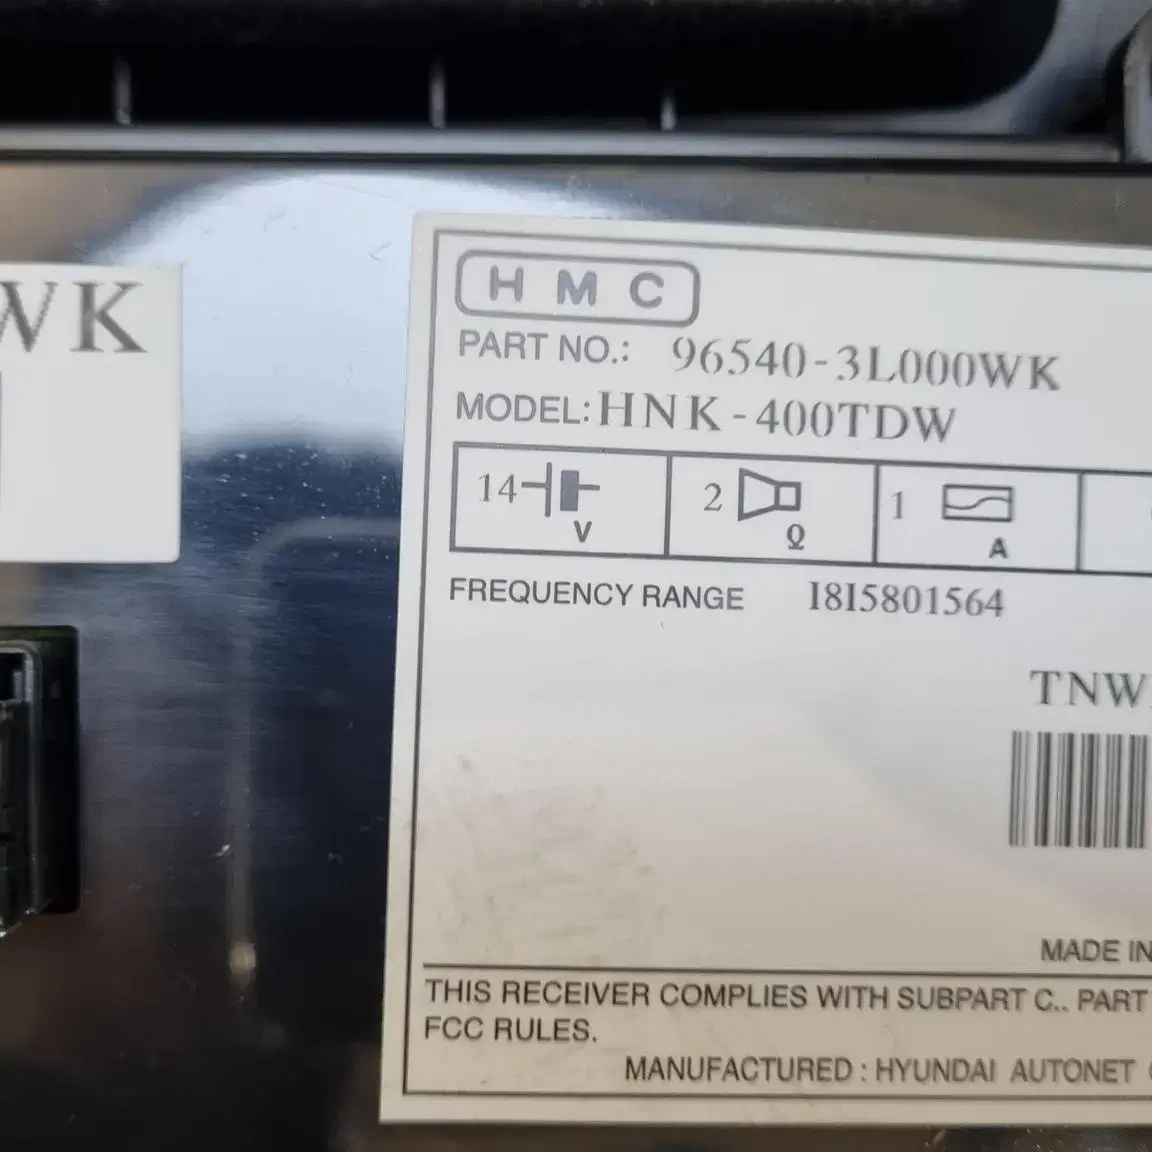 WK
HMC
PART NO.: 96540-3L000WK
MODEL: HNK-400TDW
14 V 2 Ω 1 A
FREQUENCY RANGE I8I5801564
TNW
MADE IN
THIS RECEIVER COMPLIES WITH SUBPART C.. PART
FCC RULES.
MANUFACTURED : HYUNDAI AUTONET